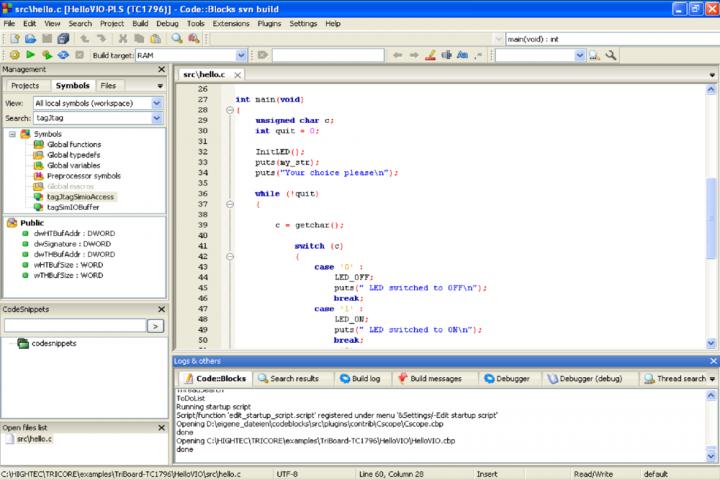 src\hello.c [HelloVIO-PLS (TC1796)] - Code::Blocks svn build
File Edit View Search Project Build Debug Tools Extensions Plugins Settings Help
main(void) : int
Build target: RAM
Management
Projects Symbols Files
View: All local symbols (workspace)
Search: tagJtag
Symbols
Global functions
Global typedefs
Global variables
Preprocessor symbols
Global macros
tagJtagSimioAccess
tagSimIOBuffer
Public
dwHTBufAddr : DWORD
dwSignature : DWORD
dwTHBufAddr : DWORD
wHTBufSize : WORD
wTHBufSize : WORD
CodeSnippets
>
codesnippets
Open files list
src\hello.c
src\hello.c
26
27 int main(void)
28 {
29 unsigned char c;
30 int quit = 0;
31
32 InitLED();
33 puts(my_str);
34 puts("Your choice please\n");
35
36 while (!quit)
37 {
38
39 c = getchar();
40
41 switch (c)
42 {
43 case '0' :
44 LED_OFF;
45 puts(" LED switched to OFF\n");
46 break;
47 case '1' :
48 LED_ON;
49 puts(" LED switched to ON\n");
50 break;
Logs & others
Code::Blocks Search results Build log Build messages Debugger Debugger (debug) Thread search
ThreadSearch
ToDoList
Running startup script
Script/function 'edit_startup_script.script' registered under menu '&Settings/-Edit startup script'
Opening D:\eigene_dateien\codeblocks\src\plugins\contrib\Cscope\Cscope.cbp
done
Opening C:\HIGHTEC\TRICORE\examples\TriBoard-TC1796\HelloVIO\HelloVIO.cbp
done
C:\HIGHTEC\TRICORE\examples\TriBoard-TC1796\HelloVIO\src\hello.c UTF-8 Line 60, Column 28 Insert Read/Write default